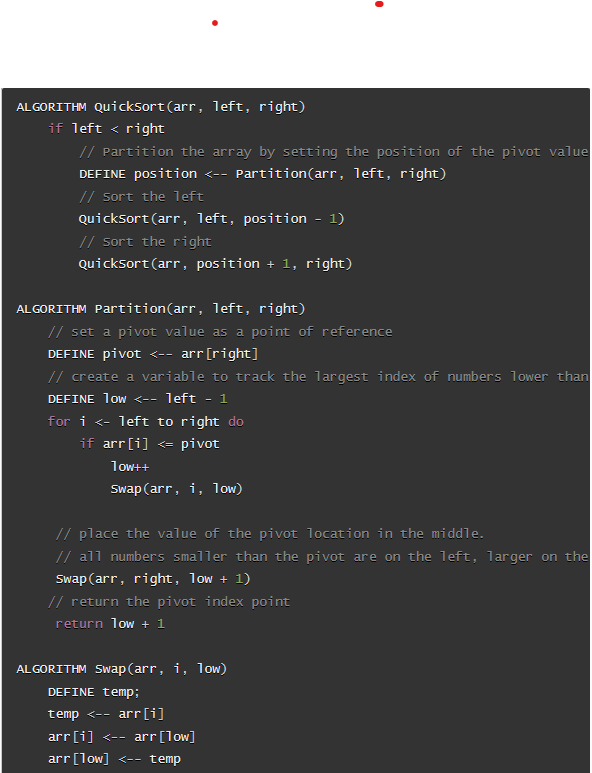 ALGORITHM QuickSort(arr, left, right)
    if left < right
        // Partition the array by setting the position of the pivot value
        DEFINE position <-- Partition(arr, left, right)
        // Sort the left
        QuickSort(arr, left, position - 1)
        // Sort the right
        QuickSort(arr, position + 1, right)
ALGORITHM Partition(arr, left, right)
    // set a pivot value as a point of reference
    DEFINE pivot <-- arr[right]
    // create a variable to track the largest index of numbers lower than
    DEFINE low <-- left - 1
    for i <- left to right do
        if arr[i] <= pivot
            low++
            Swap(arr, i, low)
     // place the value of the pivot location in the middle.
     // all numbers smaller than the pivot are on the left, larger on the
     Swap(arr, right, low + 1)
    // return the pivot index point
     return low + 1
ALGORITHM Swap(arr, i, low)
    DEFINE temp;
    temp <-- arr[i]
    arr[i] <-- arr[low]
    arr[low] <-- temp